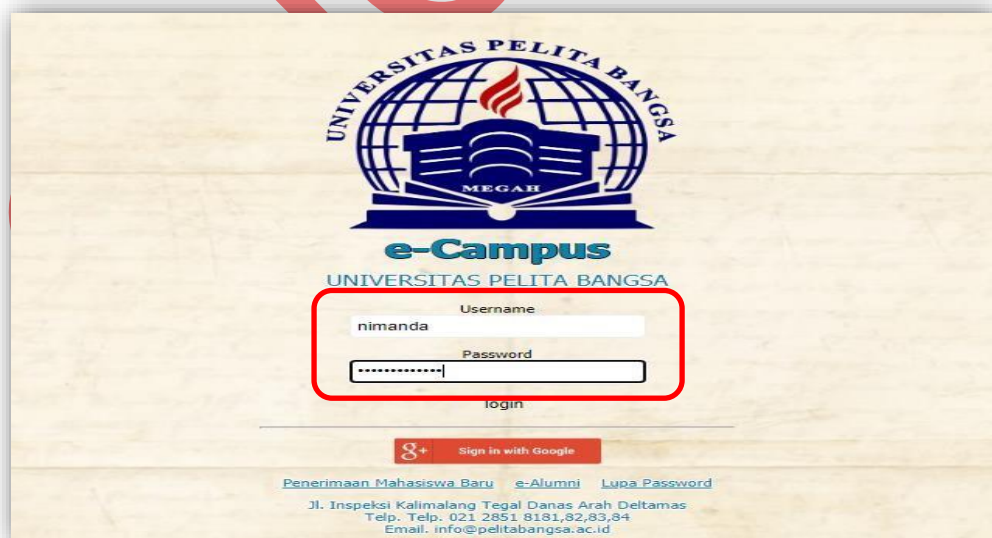 UNIVERSITAS PELITA BANGSA
MEGAH
e-Campus
UNIVERSITAS PELITA BANGSA
Username
nimanda
Password
•••••••••••••
login
g+ Sign in with Google
Penerimaan Mahasiswa Baru e-Alumni Lupa Password
Jl. Inspeksi Kalimalang Tegal Danas Arah Deltamas
Telp. Telp. 021 2851 8181,82,83,84
Email. info@pelitabangsa.ac.id